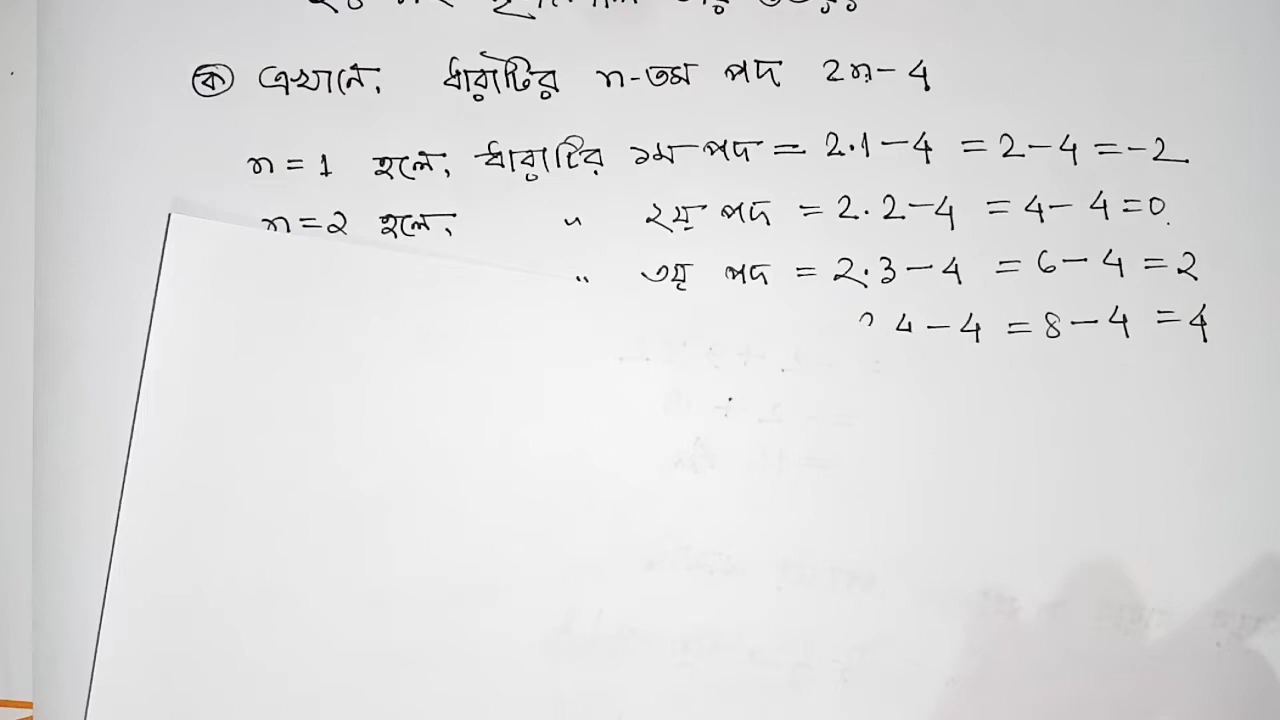 ক এখানে, ধারাটির n-তম পদ 2n-4
n = 1 হলে, ধারাটির ১ম পদ = 2.1-4 = 2-4 = -2
n=2 হলে, " ২য় পদ = 2.2-4 = 4-4=0
" ৩য় পদ = 2.3-4 = 6-4 = 2
4-4 = 8-4 = 4